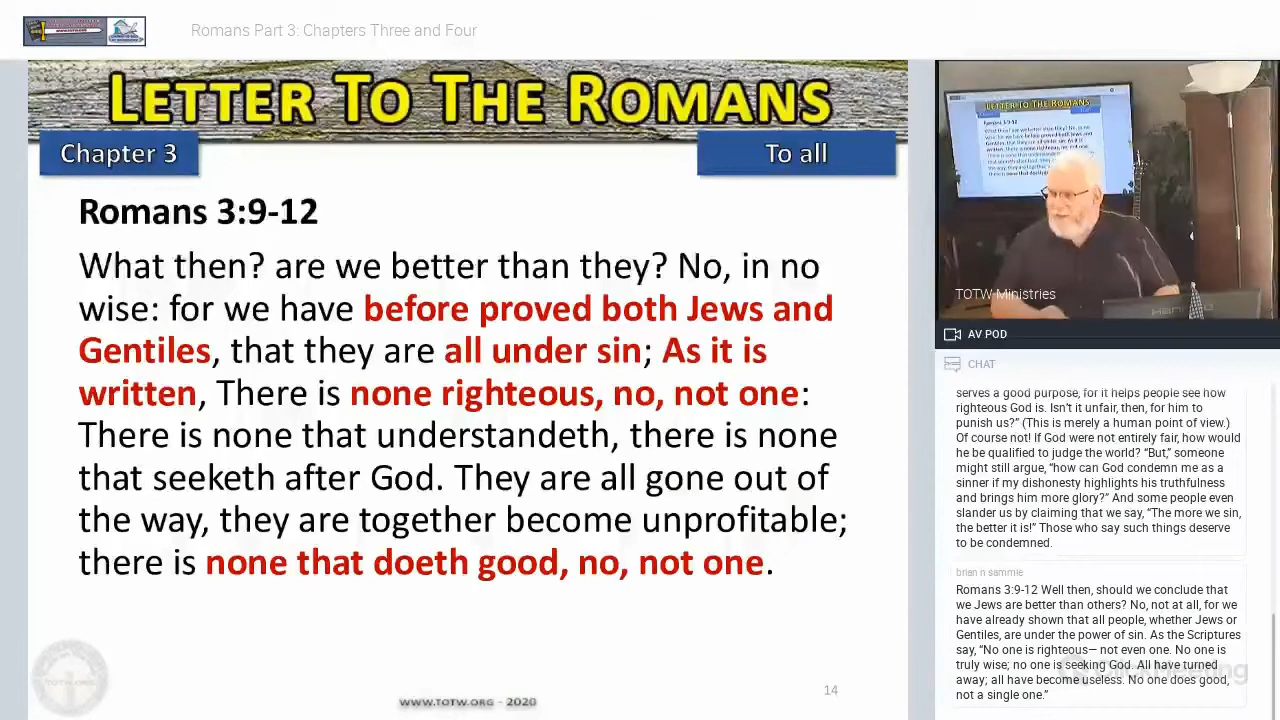 Romans Part 3: Chapters Three and Four
LETTER TO THE ROMANS
Chapter 3
To all
Romans 3:9-12
What then? are we better than they? No, in no
wise: for we have before proved both Jews and
Gentiles, that they are all under sin; As it is
written, There is none righteous, no, not one:
There is none that understandeth, there is none
that seeketh after God. They are all gone out of
the way, they are together become unprofitable;
there is none that doeth good, no, not one.
WWW.TOTW.ORG - 2020
14
LETTER TO THE ROMANS
TOTW Ministries
AV POD
CHAT
serves a good purpose, for it helps people see how
righteous God is. Isn't it unfair, then, for him to
punish us?" (This is merely a human point of view.)
Of course not! If God were not entirely fair, how would
he be qualified to judge the world? "But," someone
might still argue, "how can God condemn me as a
sinner if my dishonesty highlights his truthfulness
and brings him more glory?" And some people even
slander us by claiming that we say, "The more we sin,
the better it is!" Those who say such things deserve
to be condemned.
brian n sammie
Romans 3:9-12 Well then, should we conclude that
we Jews are better than others? No, not at all, for we
have already shown that all people, whether Jews or
Gentiles, are under the power of sin. As the Scriptures
say, "No one is righteous— not even one. No one is
truly wise; no one is seeking God. All have turned
away; all have become useless. No one does good,
not a single one."